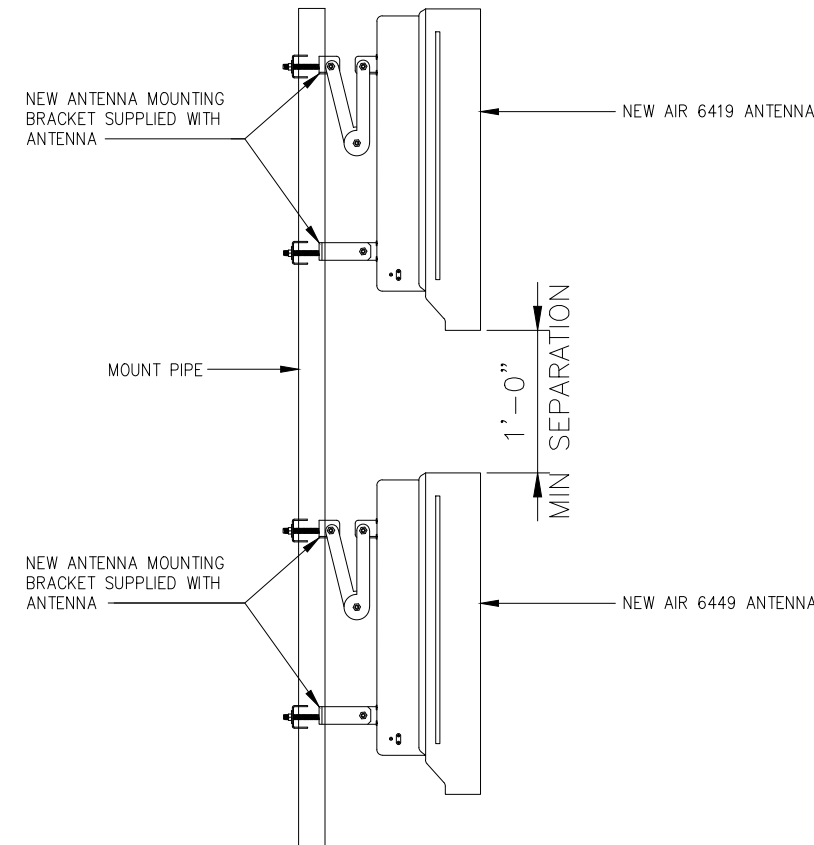 NEW ANTENNA MOUNTING
BRACKET SUPPLIED WITH
ANTENNA
NEW AIR 6419 ANTENNA
MOUNT PIPE
1'-0"
MIN SEPARATION
NEW ANTENNA MOUNTING
BRACKET SUPPLIED WITH
ANTENNA
NEW AIR 6449 ANTENNA